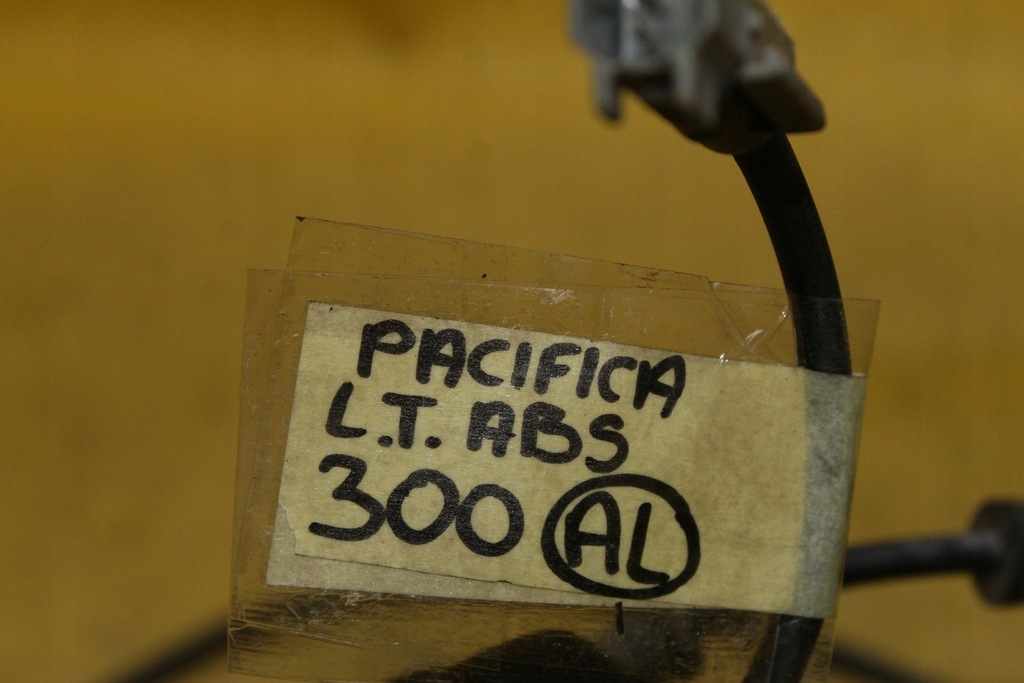 PACIFICA
L.T. ABS
300 AL